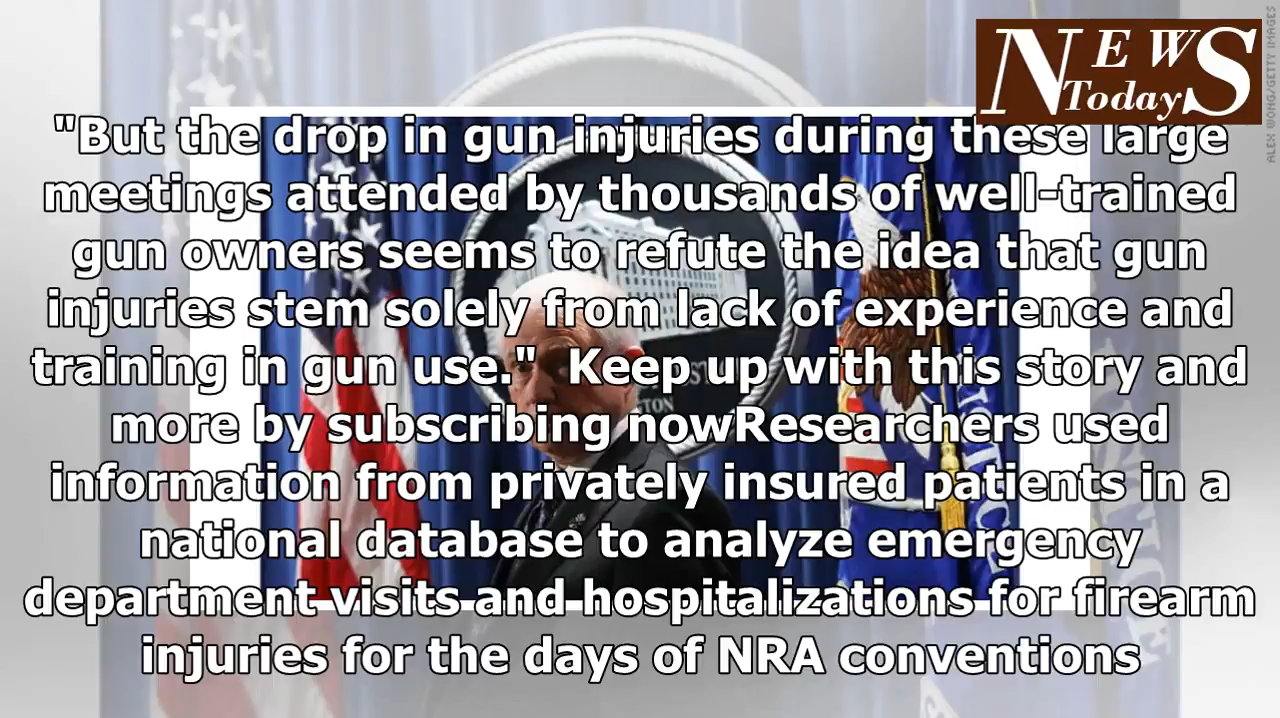 NEWS
Today
ALEX WONG/GETTY IMAGES
"But the drop in gun injuries during these large
meetings attended by thousands of well-trained
gun owners seems to refute the idea that gun
injuries stem solely from lack of experience and
training in gun use."   Keep up with this story and
more by subscribing nowResearchers used
information from privately insured patients in a
national database to analyze emergency
department visits and hospitalizations for firearm
injuries for the days of NRA conventions